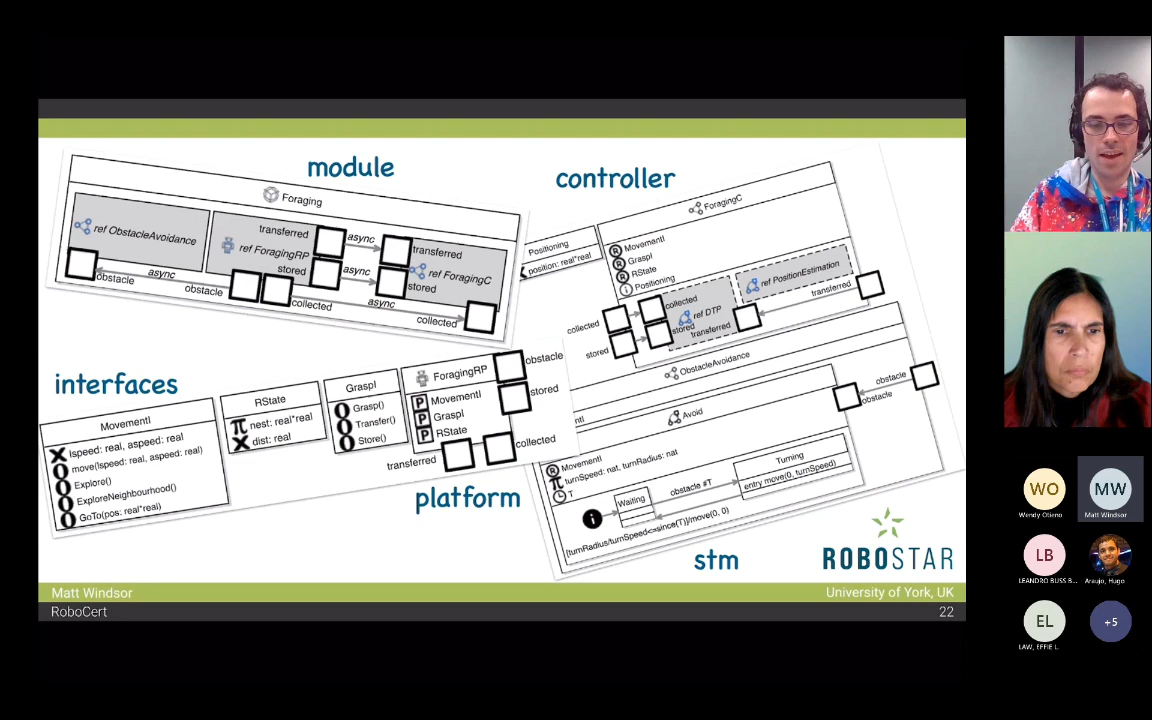 module
Foraging
ref ObstacleAvoidance
ref ForagingRP
ref ForagingC
transferred
async
transferred
stored
async
stored
obstacle
async
obstacle
collected
async
collected
controller
ForagingC
Positioning
position: real*real
R MovementI
R GraspI
R RState
i Positioning
collected
stored
collected
stored
ref DTP
transferred
ref PositionEstimation
transferred
ObstacleAvoidance
obstacle
obstacle
interfaces
MovementI
X lspeed: real, aspeed: real
O move(lspeed: real, aspeed: real)
O Explore()
O ExploreNeighbourhood()
O GoTo(pos: real*real)
RState
π nest: real*real
X dist: real
GraspI
O Grasp()
O Transfer()
O Store()
ForagingRP
P MovementI
P GraspI
P RState
obstacle
stored
collected
transferred
platform
Avoid
R MovementI
π turnSpeed: nat, turnRadius: nat
T
i
Waiting
obstacle #T
Turning
entry move(0, turnSpeed)
[turnRadius/turnSpeed<=since(T)]/move(0, 0)
stm
ROBOSTAR
Matt Windsor
University of York, UK
RoboCert
22
WO
Wendy Otieno
MW
Matt Windsor
LB
LEANDRO BUSS B...
Araujo, Hugo
EL
LAW, EFFIE L.
+5